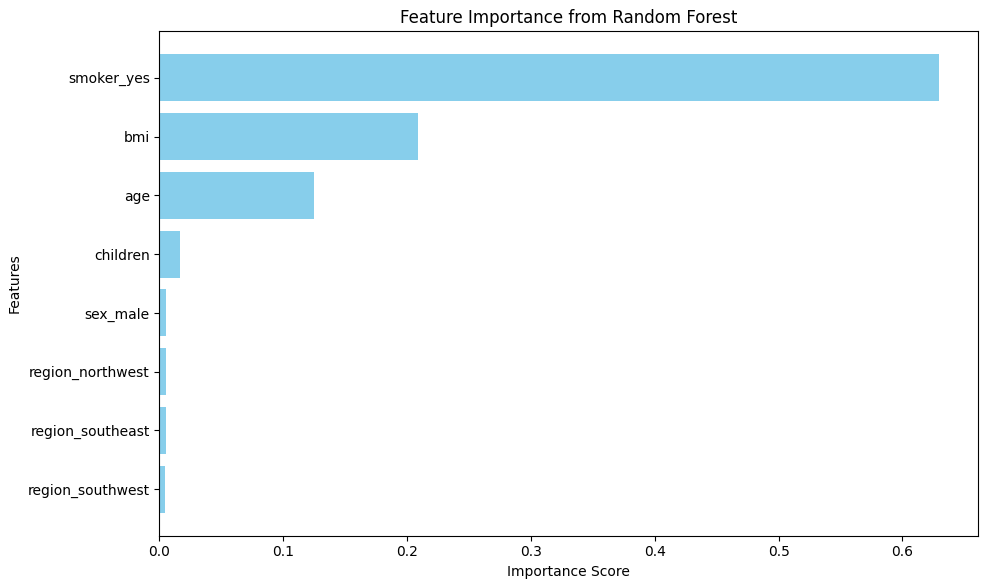 Feature Importance from Random Forest
Features
smoker_yes
bmi
age
children
sex_male
region_northwest
region_southeast
region_southwest
0.0 0.1 0.2 0.3 0.4 0.5 0.6
Importance Score